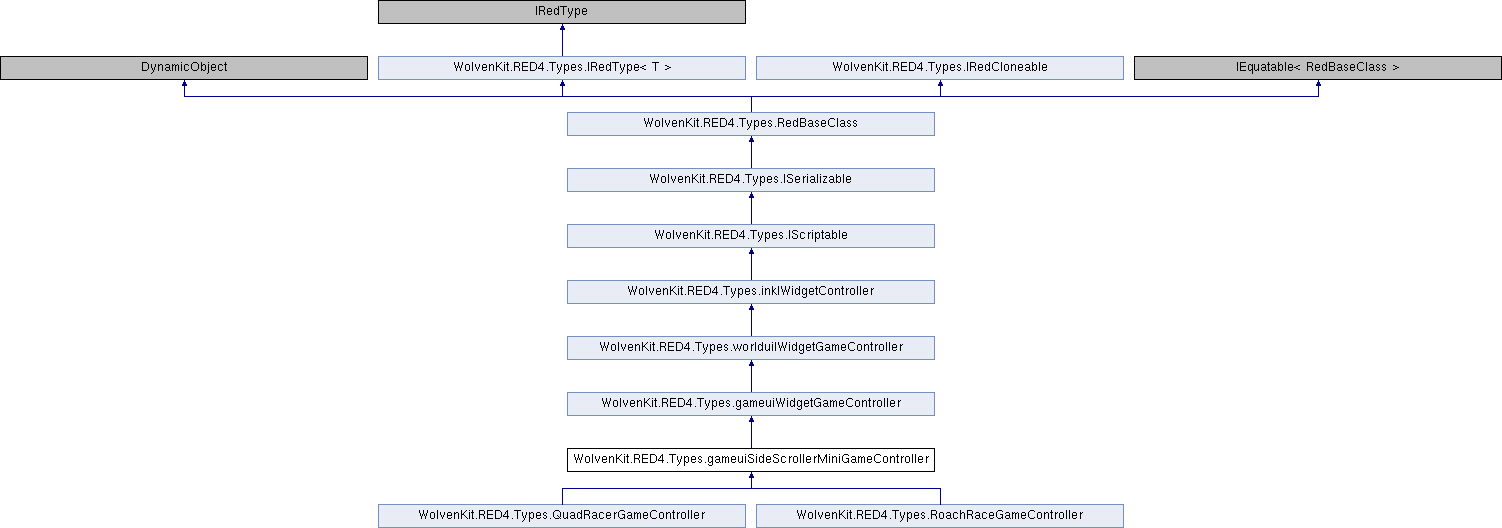 IRedType
DynamicObject
WolvenKit.RED4.Types.IRedType< T >
WolvenKit.RED4.Types.IRedCloneable
IEquatable< RedBaseClass >
WolvenKit.RED4.Types.RedBaseClass
WolvenKit.RED4.Types.ISerializable
WolvenKit.RED4.Types.IScriptable
WolvenKit.RED4.Types.inkIWidgetController
WolvenKit.RED4.Types.worlduiIWidgetGameController
WolvenKit.RED4.Types.gameuiWidgetGameController
WolvenKit.RED4.Types.gameuiSideScrollerMiniGameController
WolvenKit.RED4.Types.QuadRacerGameController
WolvenKit.RED4.Types.RoachRaceGameController